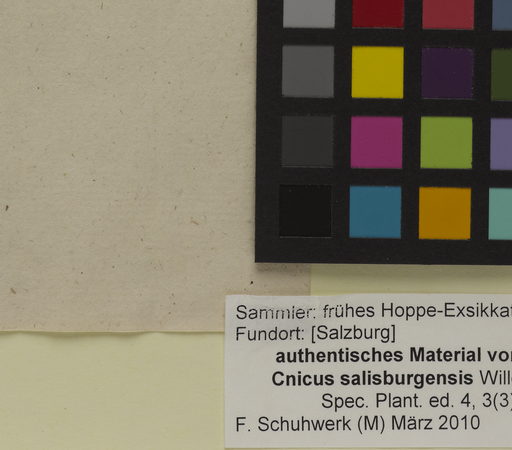 Sammler: frühes Hoppe-Exsikkat
Fundort: [Salzburg]
authentisches Material von
Cnicus salisburgensis Willd
Spec. Plant. ed. 4, 3(3)
F. Schuhwerk (M) März 2010